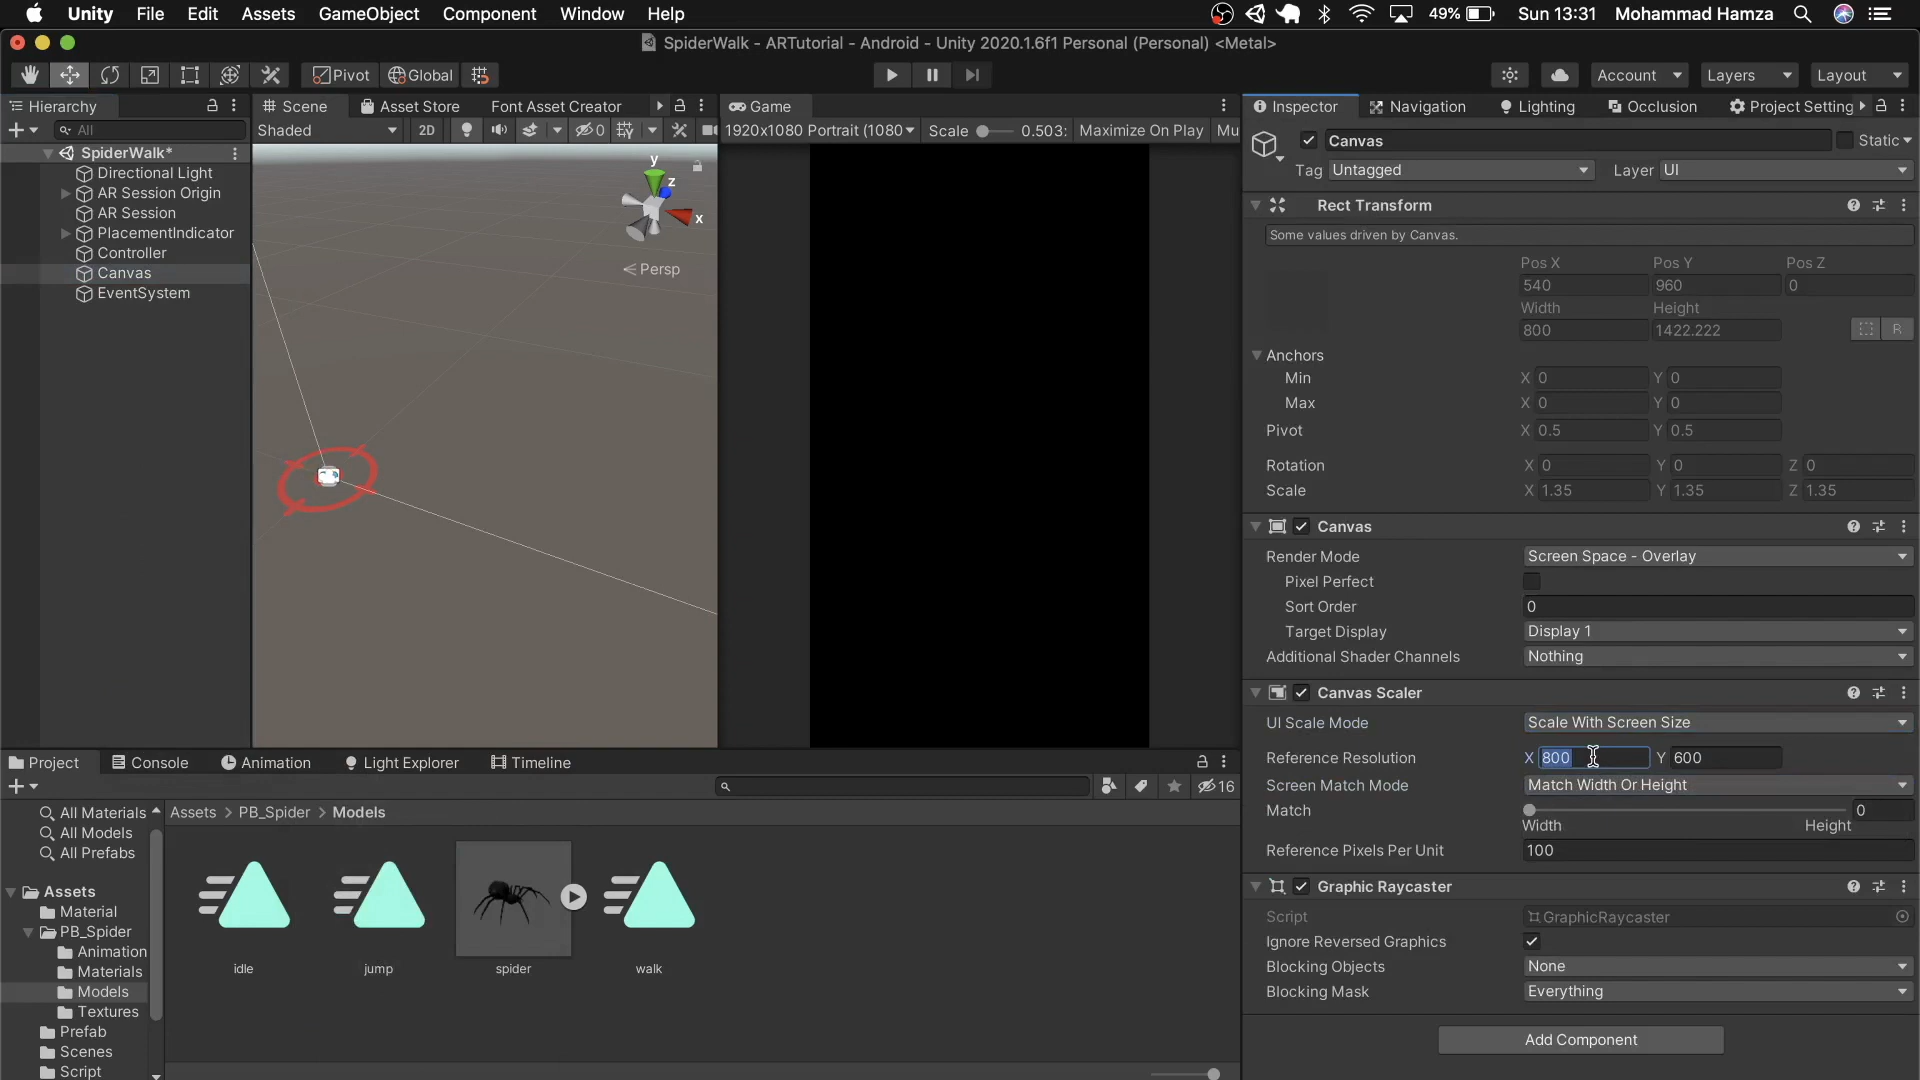 Unity File Edit Assets GameObject Component Window Help 49% Sun 13:31 Mohammad Hamza
SpiderWalk - ARTutorial - Android - Unity 2020.1.6f1 Personal (Personal) <Metal>
Pivot Global Account Layers Layout
Hierarchy
All
SpiderWalk*
Directional Light
AR Session Origin
AR Session
PlacementIndicator
Controller
Canvas
EventSystem
Scene Asset Store Font Asset Creator
Shaded 2D 0
y
z
x
Persp
Game
1920x1080 Portrait (1080 Scale 0.503: Maximize On Play Mu
Inspector Navigation Lighting Occlusion Project Setting
Canvas Static
Tag Untagged Layer UI
Rect Transform
Some values driven by Canvas.
Pos X Pos Y Pos Z
540 960 0
Width Height
800 1422.222 R
Anchors
Min X 0 Y 0
Max X 0 Y 0
Pivot X 0.5 Y 0.5
Rotation X 0 Y 0 Z 0
Scale X 1.35 Y 1.35 Z 1.35
Canvas
Render Mode Screen Space - Overlay
Pixel Perfect
Sort Order 0
Target Display Display 1
Additional Shader Channels Nothing
Canvas Scaler
UI Scale Mode Scale With Screen Size
Reference Resolution X 800 Y 600
Screen Match Mode Match Width Or Height
Match 0
Width Height
Reference Pixels Per Unit 100
Graphic Raycaster
Script GraphicRaycaster
Ignore Reversed Graphics
Blocking Objects None
Blocking Mask Everything
Add Component
Project Console Animation Light Explorer Timeline
16
All Materials
All Models
All Prefabs
Assets
Material
PB_Spider
Animation
Materials
Models
Textures
Prefab
Scenes
Script
Assets > PB_Spider > Models
idle jump spider walk